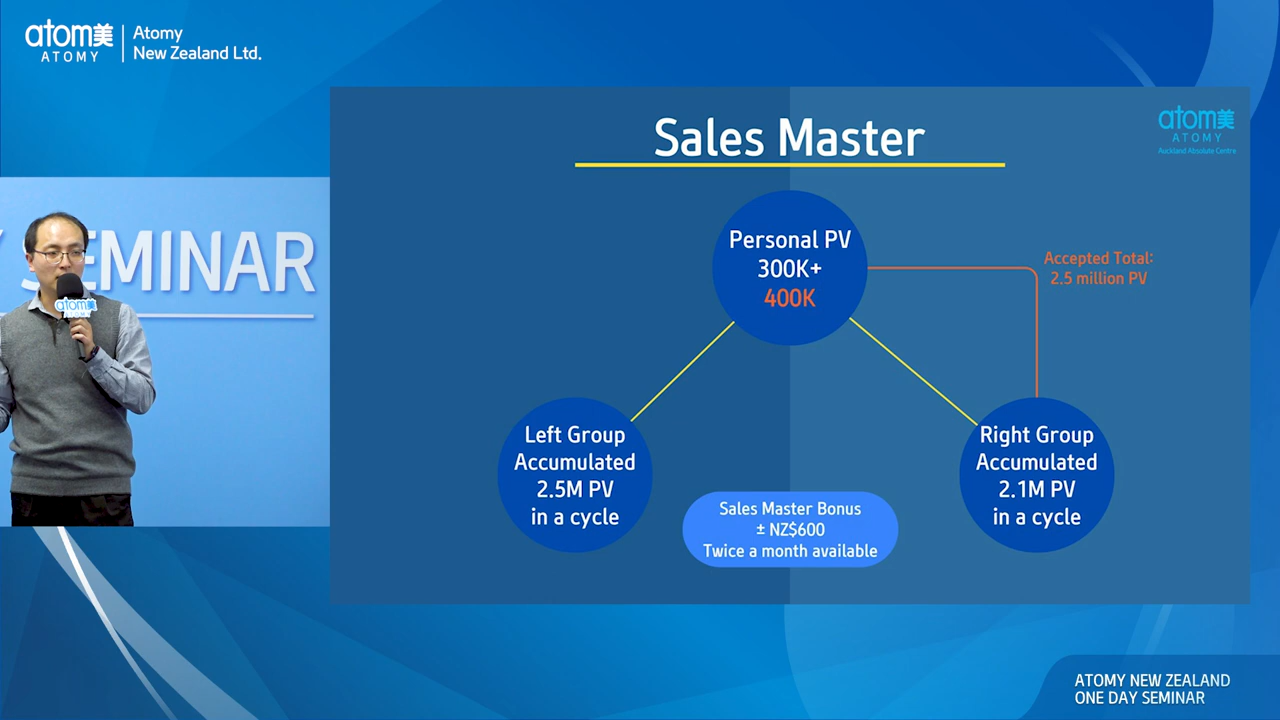 atom美
ATOMY
Atomy
New Zealand Ltd.
SEMINAR
atom美
ATOMY
Sales Master
atom美
ATOMY
Auckland Absolute Centre
Personal PV
300K+
400K
Accepted Total:
2.5 million PV
Left Group
Accumulated
2.5M PV
in a cycle
Right Group
Accumulated
2.1M PV
in a cycle
Sales Master Bonus
± NZ$600
Twice a month available
ATOMY NEW ZEALAND
ONE DAY SEMINAR